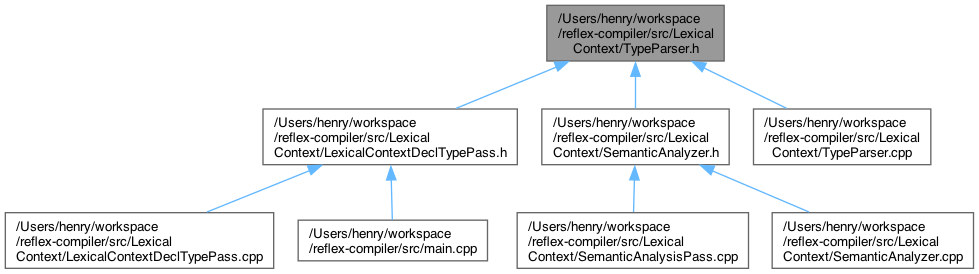 /Users/henry/workspace
/reflex-compiler/src/Lexical
Context/TypeParser.h
/Users/henry/workspace
/reflex-compiler/src/Lexical
Context/LexicalContextDeclTypePass.h
/Users/henry/workspace
/reflex-compiler/src/Lexical
Context/SemanticAnalyzer.h
/Users/henry/workspace
/reflex-compiler/src/Lexical
Context/TypeParser.cpp
/Users/henry/workspace
/reflex-compiler/src/Lexical
Context/LexicalContextDeclTypePass.cpp
/Users/henry/workspace
/reflex-compiler/src/main.cpp
/Users/henry/workspace
/reflex-compiler/src/Lexical
Context/SemanticAnalysisPass.cpp
/Users/henry/workspace
/reflex-compiler/src/Lexical
Context/SemanticAnalyzer.cpp